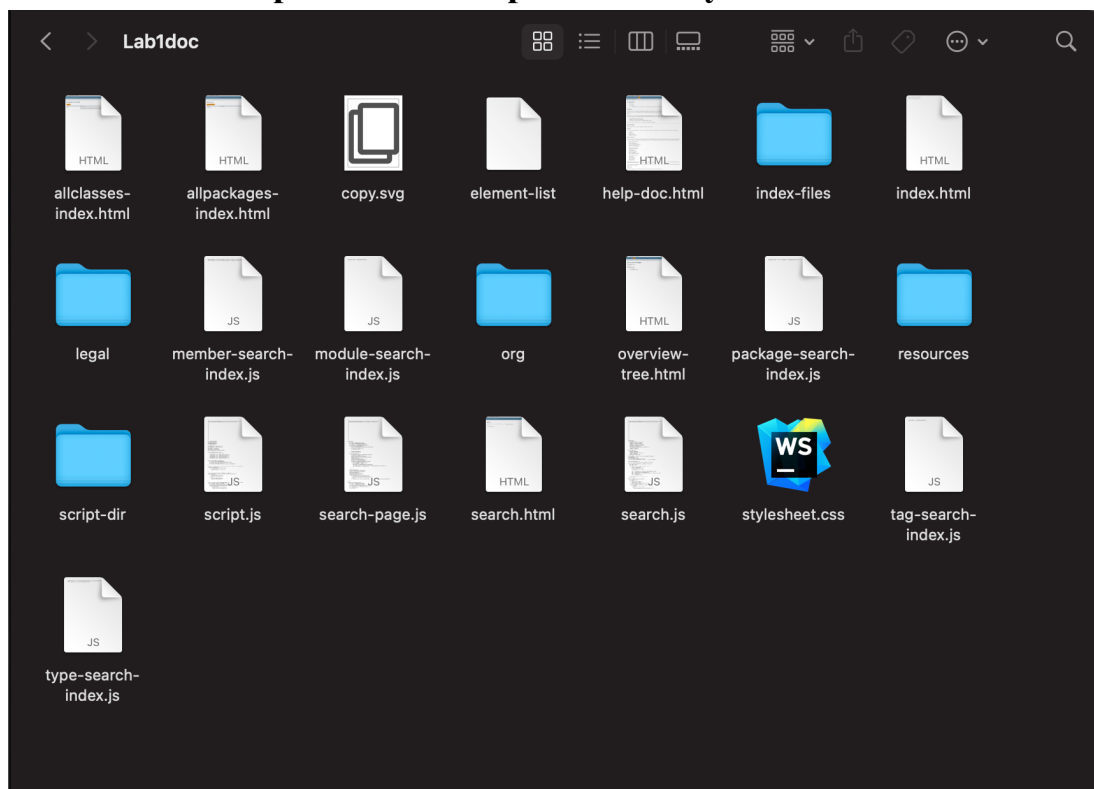 Lab1doc
HTML
HTML
HTML
HTML
allclasses-
index.html
allpackages-
index.html
copy.svg
element-list
help-doc.html
index-files
index.html
JS
JS
HTML
JS
legal
member-search-
index.js
module-search-
index.js
org
overview-
tree.html
package-search-
index.js
resources
JS
JS
HTML
JS
WS
JS
script-dir
script.js
search-page.js
search.html
search.js
stylesheet.css
tag-search-
index.js
JS
type-search-
index.js